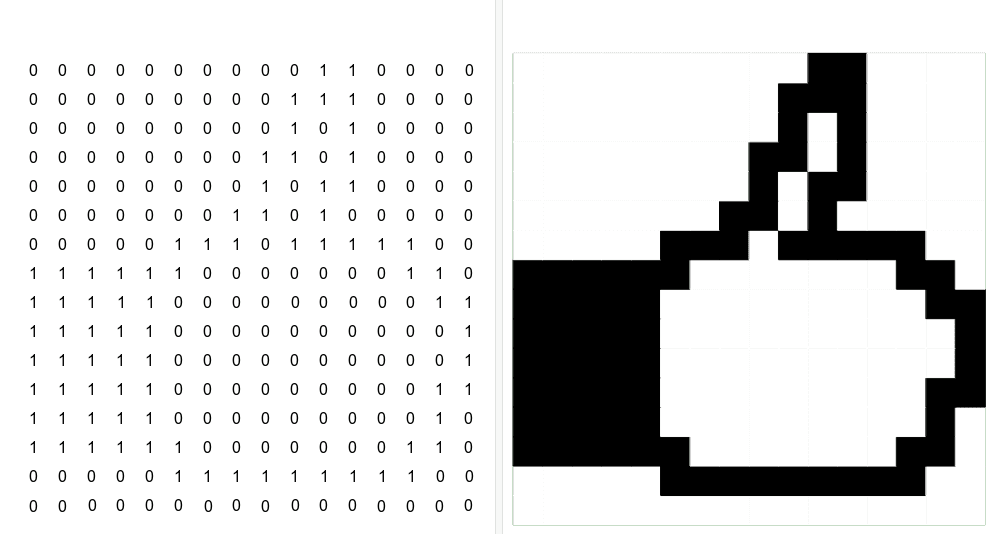 0 0 0 0 0 0 0 0 0 0 1 1 0 0 0 0
0 0 0 0 0 0 0 0 0 1 1 1 0 0 0 0
0 0 0 0 0 0 0 0 0 1 0 1 0 0 0 0
0 0 0 0 0 0 0 0 1 1 0 1 0 0 0 0
0 0 0 0 0 0 0 0 1 0 1 1 0 0 0 0
0 0 0 0 0 0 0 1 1 0 1 0 0 0 0 0
0 0 0 0 0 1 1 1 0 1 1 1 1 1 0 0
1 1 1 1 1 1 0 0 0 0 0 0 0 1 1 0
1 1 1 1 1 0 0 0 0 0 0 0 0 0 1 1
1 1 1 1 1 0 0 0 0 0 0 0 0 0 0 1
1 1 1 1 1 0 0 0 0 0 0 0 0 0 0 1
1 1 1 1 1 0 0 0 0 0 0 0 0 0 1 1
1 1 1 1 1 0 0 0 0 0 0 0 0 0 1 0
1 1 1 1 1 1 0 0 0 0 0 0 0 1 1 0
0 0 0 0 0 1 1 1 1 1 1 1 1 1 0 0
0 0 0 0 0 0 0 0 0 0 0 0 0 0 0 0